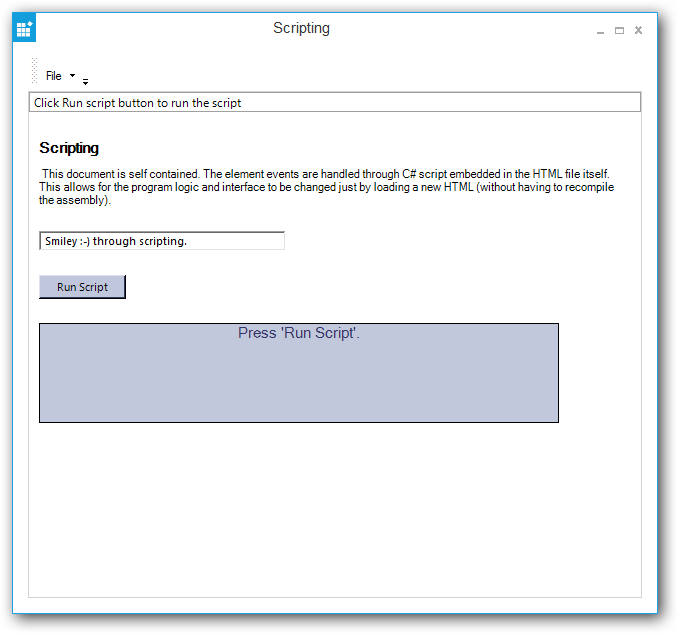 Scripting
File
Click Run script button to run the script
Scripting
This document is self contained. The element events are handled through C# script embedded in the HTML file itself.
This allows for the program logic and interface to be changed just by loading a new HTML (without having to recompile
the assembly).
Smiley :-) through scripting.
Run Script
Press 'Run Script'.